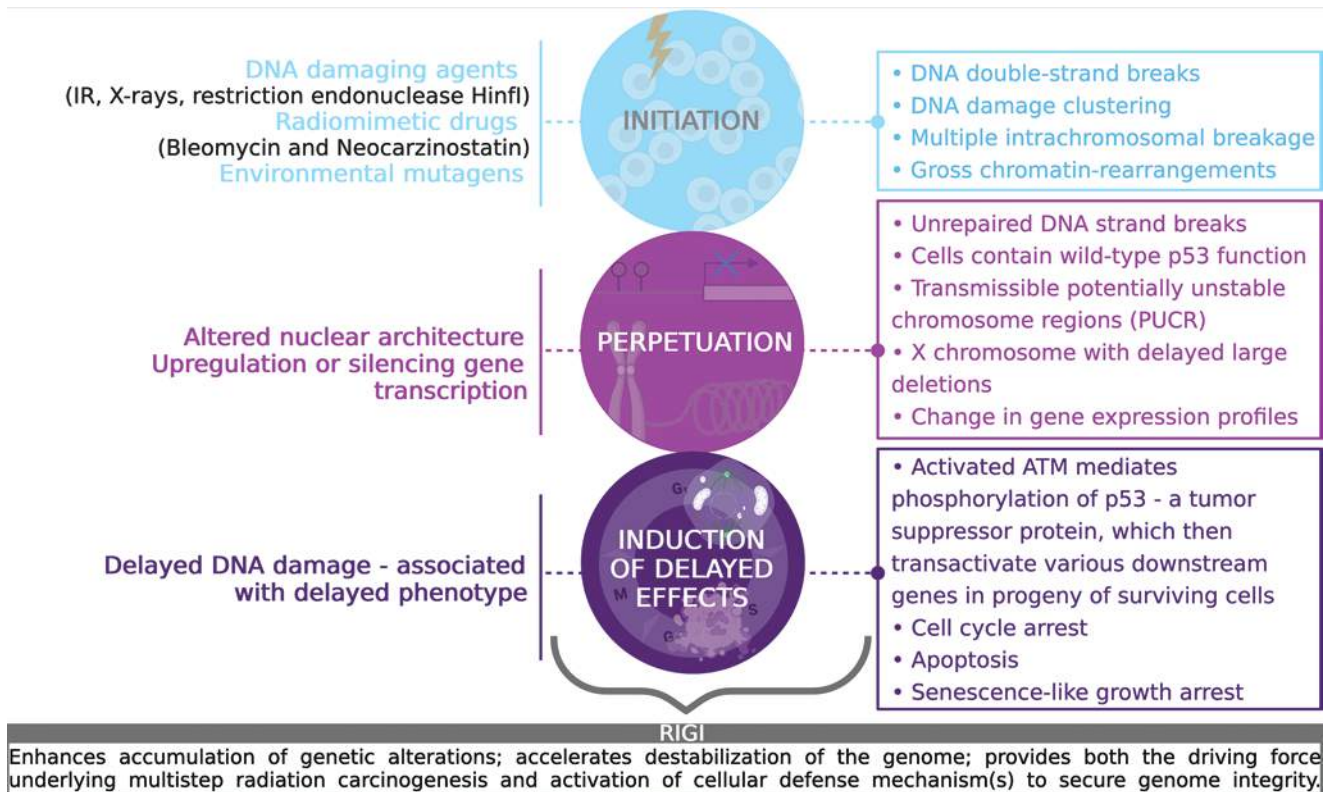 DNA damaging agents
(IR, X-rays, restriction endonuclease HinfI)
Radiomimetic drugs
(Bleomycin and Neocarzinostatin)
Environmental mutagens
INITIATION
• DNA double-strand breaks
• DNA damage clustering
• Multiple intrachromosomal breakage
• Gross chromatin-rearrangements
Altered nuclear architecture
Upregulation or silencing gene
transcription
PERPETUATION
• Unrepaired DNA strand breaks
• Cells contain wild-type p53 function
• Transmissible potentially unstable
chromosome regions (PUCR)
• X chromosome with delayed large
deletions
• Change in gene expression profiles
Delayed DNA damage - associated
with delayed phenotype
G
INDUCTION
OF DELAYED
EFFECTS
M
S
G
• Activated ATM mediates
phosphorylation of p53 - a tumor
suppressor protein, which then
transactivate various downstream
genes in progeny of surviving cells
• Cell cycle arrest
• Apoptosis
• Senescence-like growth arrest
RIGI
Enhances accumulation of genetic alterations; accelerates destabilization of the genome; provides both the driving force
underlying multistep radiation carcinogenesis and activation of cellular defense mechanism(s) to secure genome integrity.